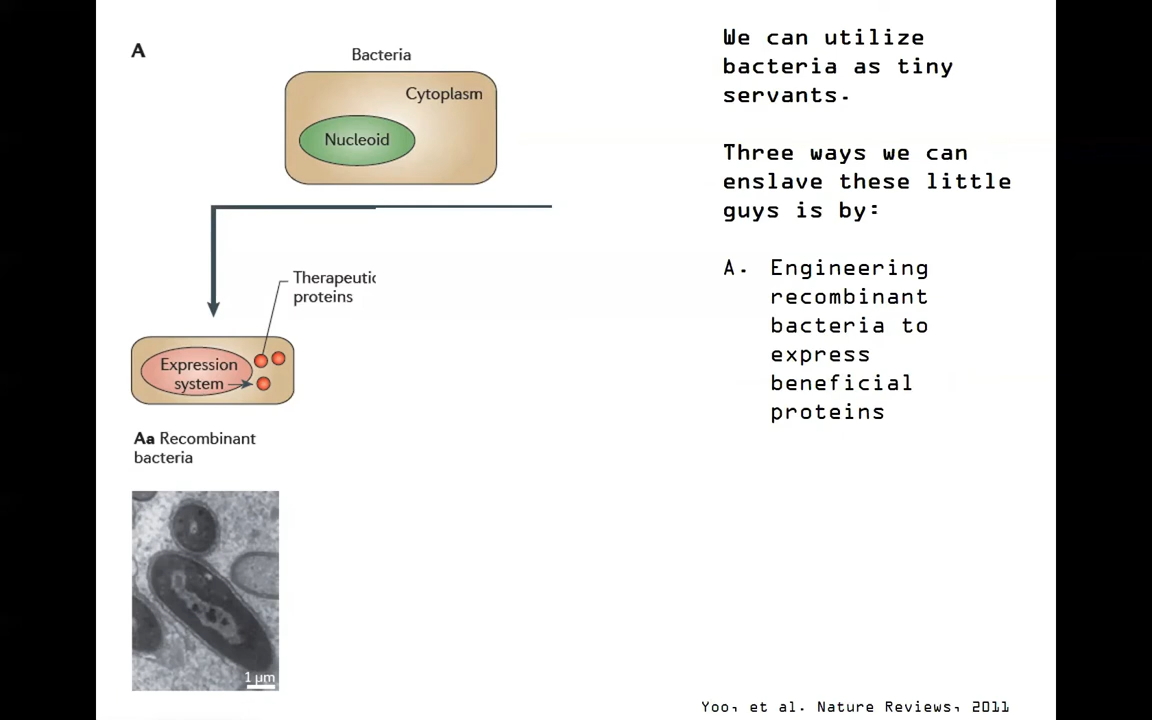 A
Bacteria
Cytoplasm
Nucleoid
Therapeutic
proteins
Expression
system
Aa Recombinant
bacteria
1 µm
We can utilize
bacteria as tiny
servants.
Three ways we can
enslave these little
guys is by:
A. Engineering
recombinant
bacteria to
express
beneficial
proteins
Yoo, et al. Nature Reviews, 2011